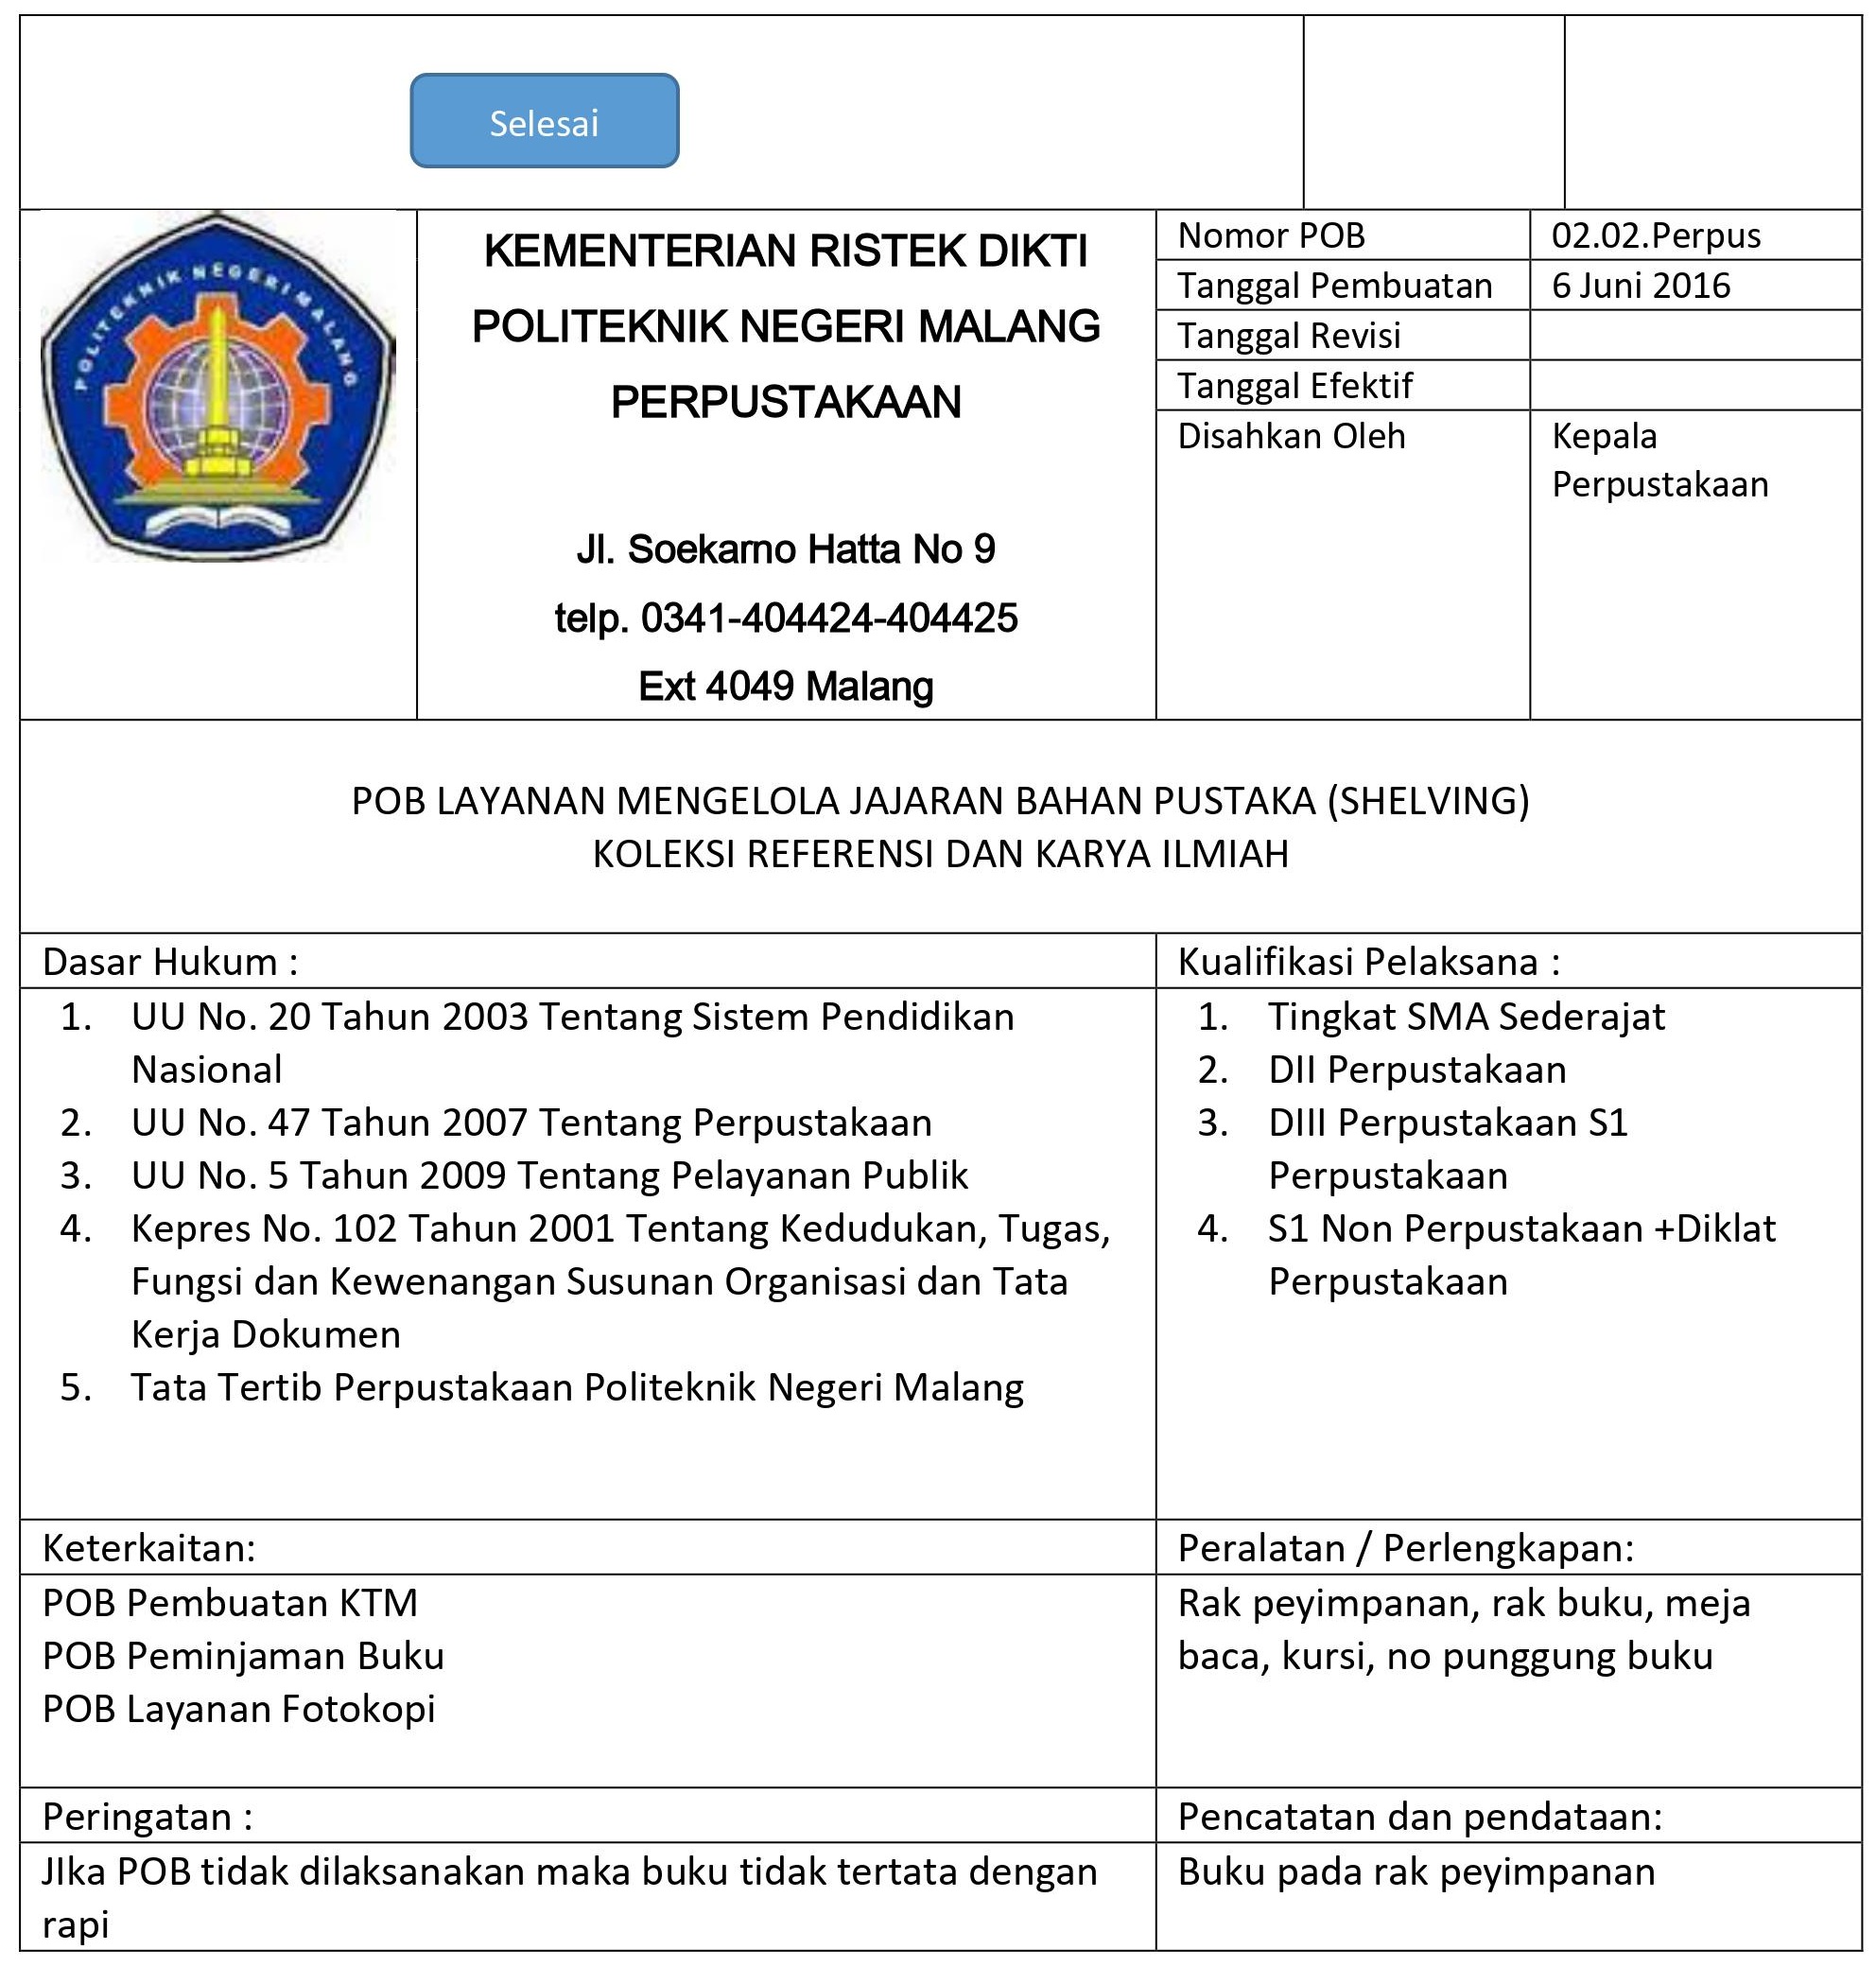 Selesai
POLITEKNIK NEGERI MALANG
KEMENTERIAN RISTEK DIKTI
POLITEKNIK NEGERI MALANG
PERPUSTAKAAN
Jl. Soekarno Hatta No 9
telp. 0341-404424-404425
Ext 4049 Malang
Nomor POB 02.02.Perpus
Tanggal Pembuatan 6 Juni 2016
Tanggal Revisi
Tanggal Efektif
Disahkan Oleh Kepala
Perpustakaan
POB LAYANAN MENGELOLA JAJARAN BAHAN PUSTAKA (SHELVING)
KOLEKSI REFERENSI DAN KARYA ILMIAH
Dasar Hukum :
1. UU No. 20 Tahun 2003 Tentang Sistem Pendidikan
Nasional
2. UU No. 47 Tahun 2007 Tentang Perpustakaan
3. UU No. 5 Tahun 2009 Tentang Pelayanan Publik
4. Kepres No. 102 Tahun 2001 Tentang Kedudukan, Tugas,
Fungsi dan Kewenangan Susunan Organisasi dan Tata
Kerja Dokumen
5. Tata Tertib Perpustakaan Politeknik Negeri Malang
Kualifikasi Pelaksana :
1. Tingkat SMA Sederajat
2. DII Perpustakaan
3. DIII Perpustakaan S1
Perpustakaan
4. S1 Non Perpustakaan +Diklat
Perpustakaan
Keterkaitan:
POB Pembuatan KTM
POB Peminjaman Buku
POB Layanan Fotokopi
Peralatan / Perlengkapan:
Rak peyimpanan, rak buku, meja
baca, kursi, no punggung buku
Peringatan :
JIka POB tidak dilaksanakan maka buku tidak tertata dengan
rapi
Pencatatan dan pendataan:
Buku pada rak peyimpanan